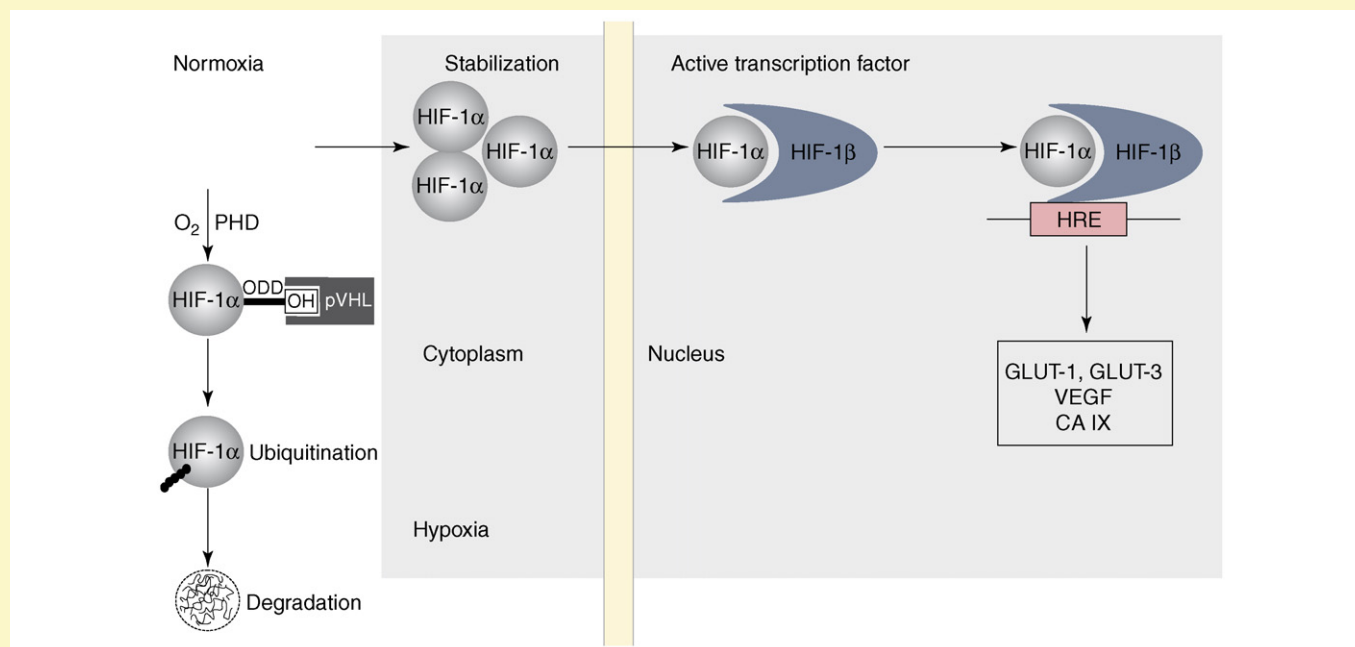 Normoxia
Stabilization
Active transcription factor
HIF-1α
HIF-1α
HIF-1α
HIF-1α
HIF-1β
HIF-1α
HIF-1β
HRE
O₂ PHD
HIF-1α
ODD
OH
pVHL
Cytoplasm
Nucleus
GLUT-1, GLUT-3
VEGF
CA IX
HIF-1α
Ubiquitination
Hypoxia
Degradation